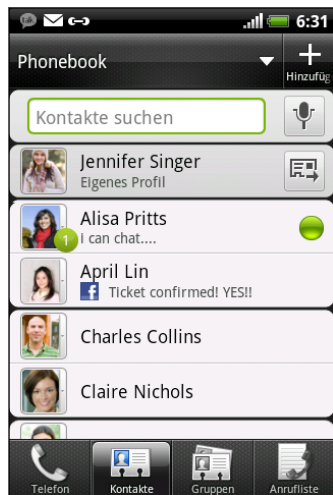 6:31
Phonebook
Hinzufüg
Kontakte suchen
Jennifer Singer
Eigenes Profil
Alisa Pritts
1
i can chat....
April Lin
f Ticket confirmed! YES!!
Charles Collins
Claire Nichols
Telefon Kontakte Gruppen Anrufliste